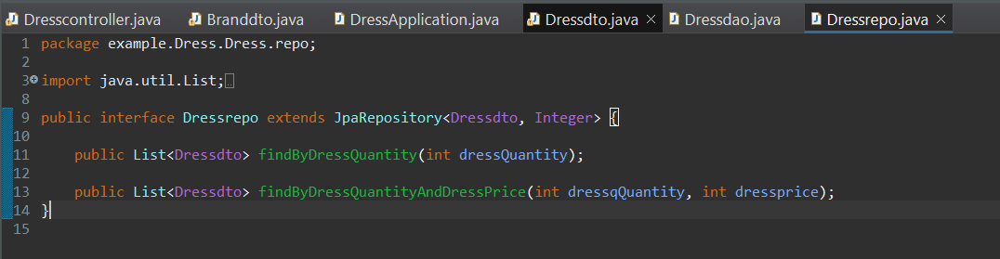 Dresscontroller.java Branddto.java DressApplication.java Dressdto.java Dressdao.java Dressrepo.java
1 package example.Dress.Dress.repo;
2
3 import java.util.List;
8
9 public interface Dressrepo extends JpaRepository<Dressdto, Integer> {
10
11 public List<Dressdto> findByDressQuantity(int dressQuantity);
12
13 public List<Dressdto> findByDressQuantityAndDressPrice(int dressqQuantity, int dressprice);
14 }
15